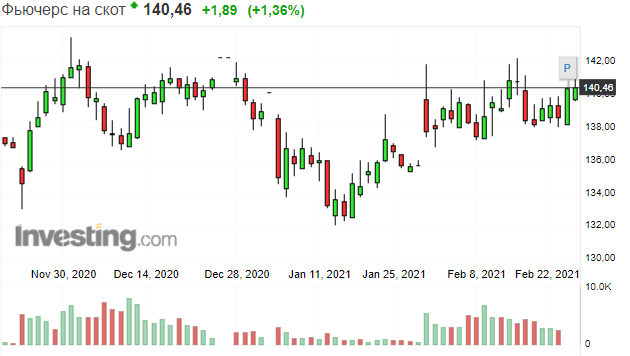 Фьючерс на скот 140,46 +1,89 (+1,36%)
142,00
P
140,46
140,00
138,00
136,00
134,00
132,00
Investing.com
130,00
Nov 30, 2020 Dec 14, 2020 Dec 28, 2020 Jan 11, 2021 Jan 25, 2021 Feb 8, 2021 Feb 22, 2021
10.0K
0